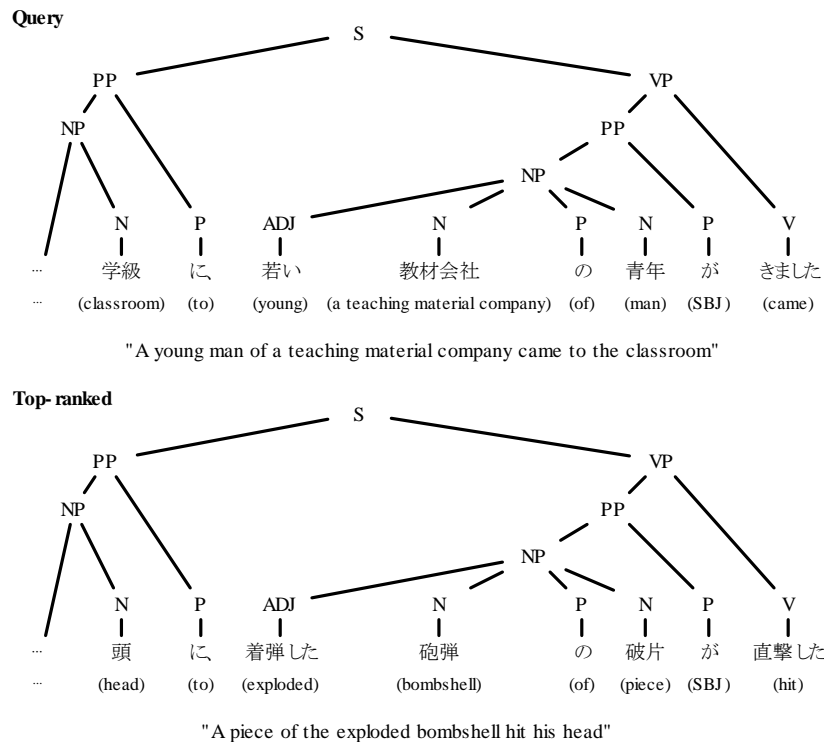 Query
S
PP VP
NP PP
NP
N P ADJ N P N P V
… 学級 に、 若い 教材会社 の 青年 が きました
… (classroom) (to) (young) (a teaching material company) (of) (man) (SBJ) (came)
"A young man of a teaching material company came to the classroom"
Top-ranked
S
PP VP
NP PP
NP
N P ADJ N P N P V
… 頭 に、 着弾した 砲弾 の 破片 が 直撃した
… (head) (to) (exploded) (bombshell) (of) (piece) (SBJ) (hit)
"A piece of the exploded bombshell hit his head"